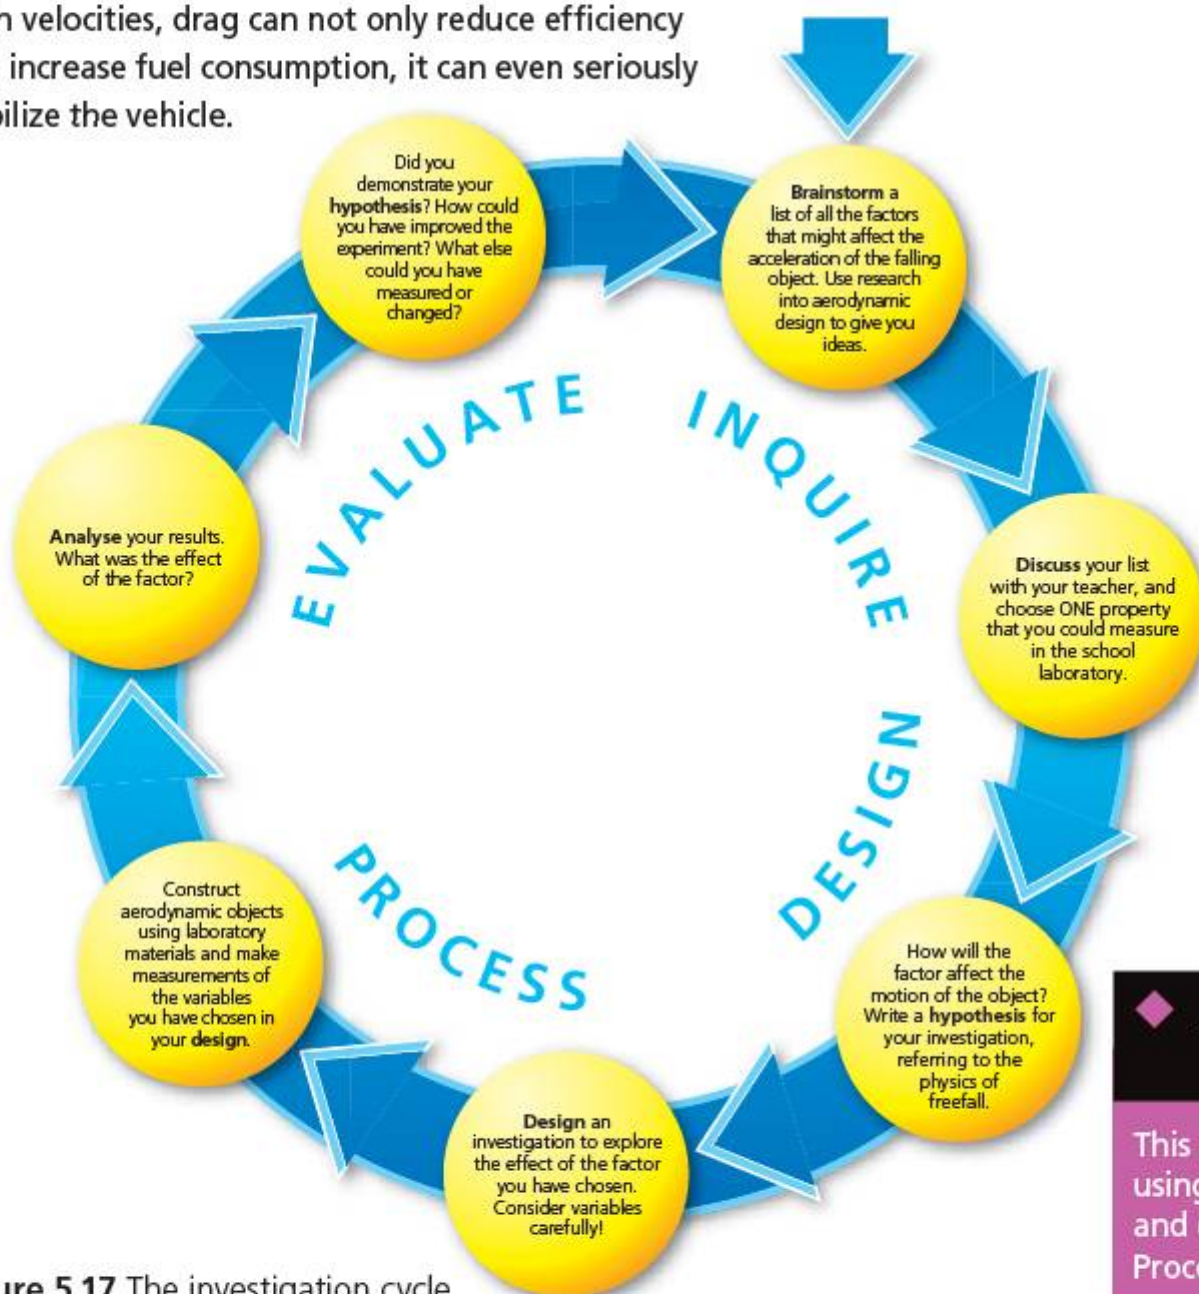 velocities, drag can not only reduce efficiency
increase fuel consumption, it can even seriously
the vehicle.
Brainstorm a
list of all the factors
that might affect the
acceleration of the falling
object. Use research
into aerodynamic
design to give you
ideas.
Discuss your list
with your teacher, and
choose ONE property
that you could measure
in the school
laboratory.
How will the
factor affect the
motion of the object?
Write a hypothesis for
your investigation,
referring to the
physics of
freefall.
Design an
investigation to explore
the effect of the factor
you have chosen.
Consider variables
carefully!
Construct
aerodynamic objects
using laboratory
materials and make
measurements of
the variables
you have chosen in
your design.
Analyse your results.
What was the effect
of the factor?
Did you
demonstrate your
hypothesis? How could
you have improved the
experiment? What else
could you have
measured or
changed?
INQUIRE
DESIGN
PROCESS
EVALUATE
5.17 The investigation cycle
This
using
and